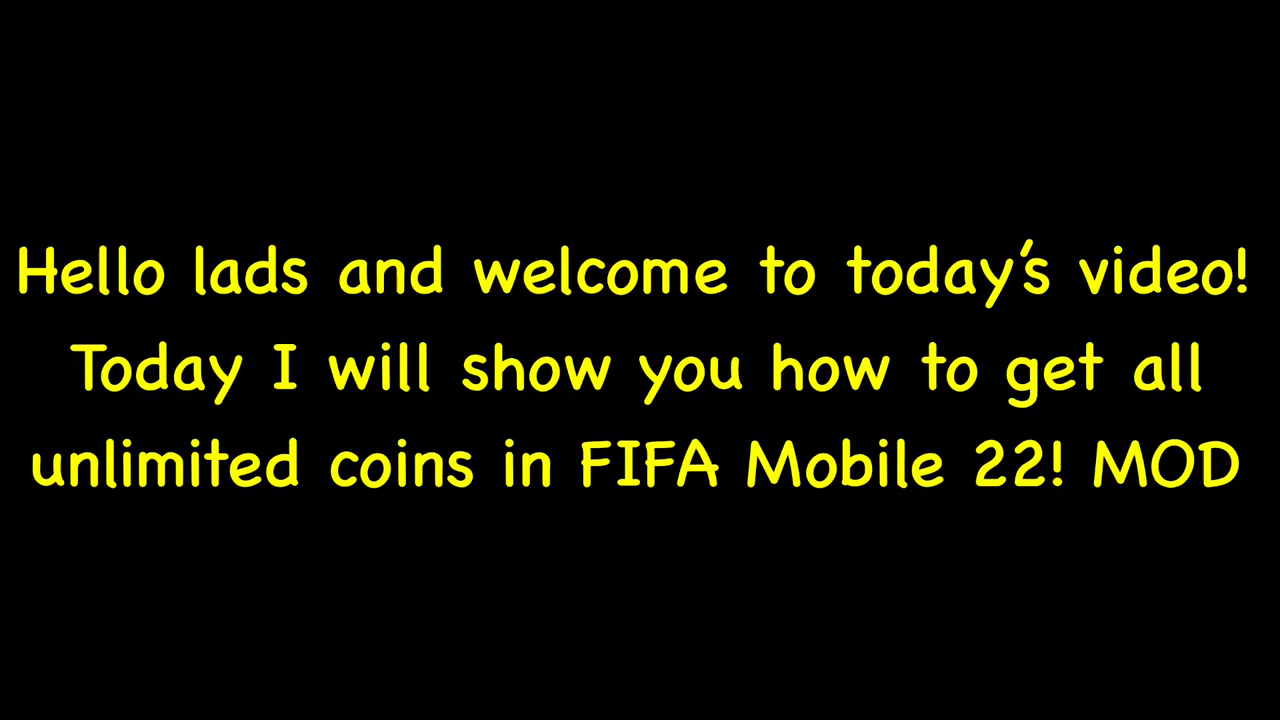 Hello lads and welcome to today's video!
Today I will show you how to get all
unlimited coins in FIFA Mobile 22! MOD